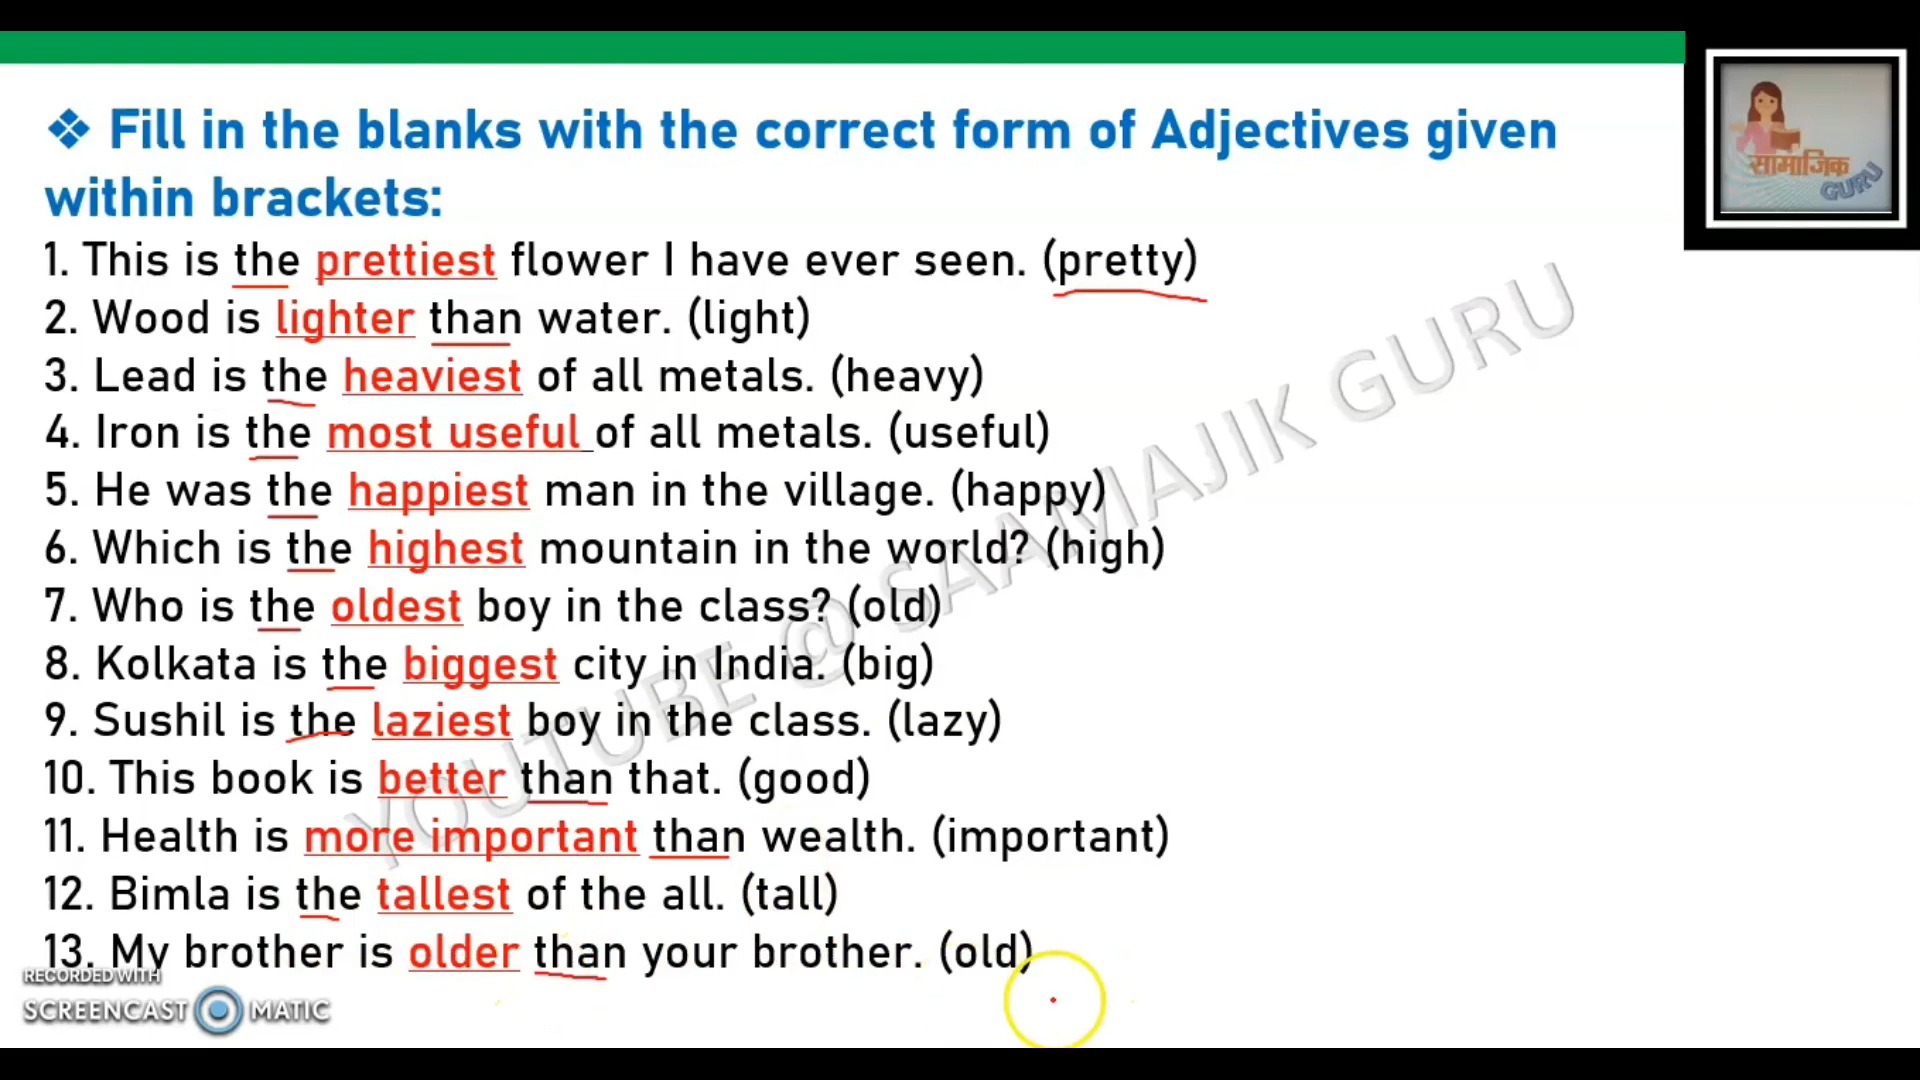 ❖ Fill in the blanks with the correct form of Adjectives given
within brackets:
1. This is the prettiest flower I have ever seen. (pretty)
2. Wood is lighter than water. (light)
3. Lead is the heaviest of all metals. (heavy)
4. Iron is the most useful of all metals. (useful)
5. He was the happiest man in the village. (happy)
6. Which is the highest mountain in the world? (high)
7. Who is the oldest boy in the class? (old)
8. Kolkata is the biggest city in India. (big)
9. Sushil is the laziest boy in the class. (lazy)
10. This book is better than that. (good)
11. Health is more important than wealth. (important)
12. Bimla is the tallest of the all. (tall)
13. My brother is older than your brother. (old)
YOUTUBE @ SAAMAJIK GURU
सामाजिक
GURU
RECORDED WITH
SCREENCAST MATIC